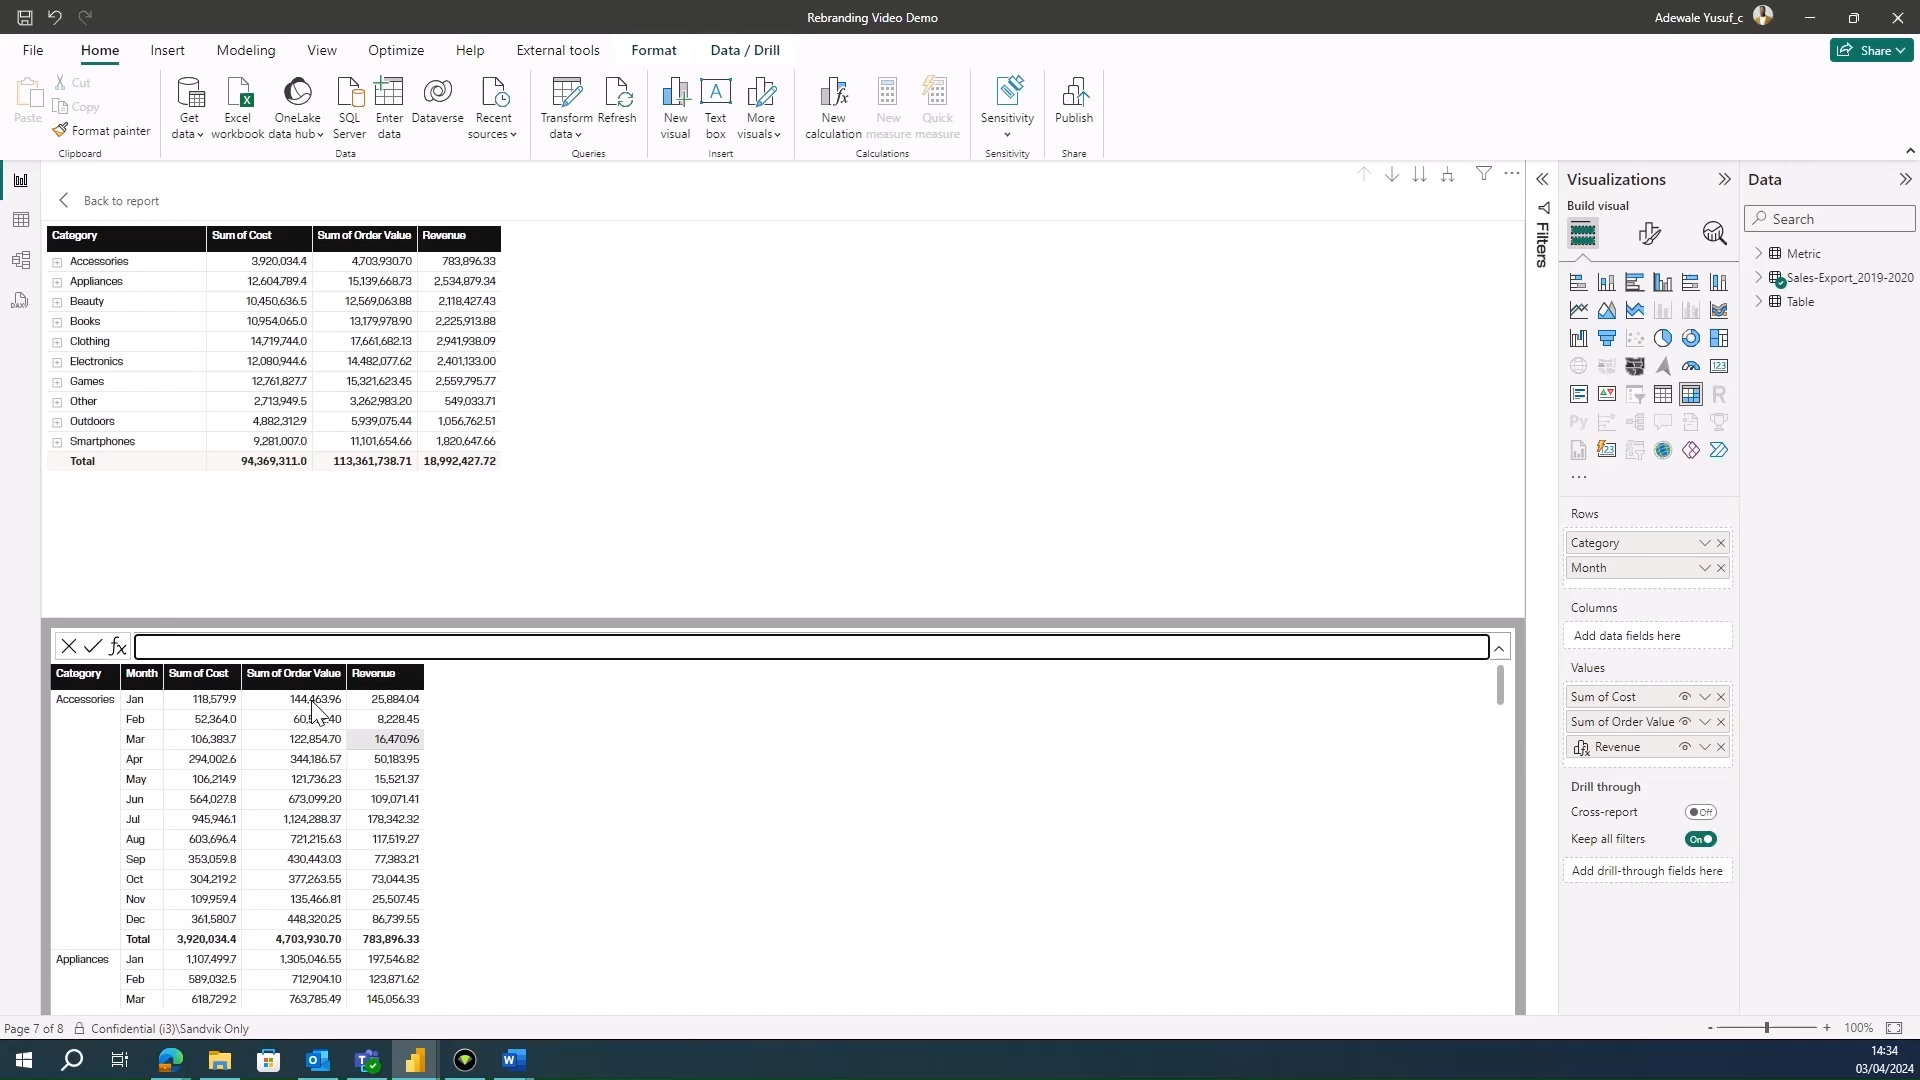 Rebranding Video Demo
Adewale Yusuf_c
File Home Insert Modeling View Optimize Help External tools Format Data / Drill
Share
Paste
Cut
Copy
Format painter
Clipboard
Get data
Excel workbook
OneLake data hub
SQL Server
Enter data
Dataverse
Recent sources
Data
Transform data
Refresh
Queries
New visual
Text box
More visuals
Insert
New calculation
New measure
Quick measure
Calculations
Sensitivity
Sensitivity
Publish
Share
Back to report
Category Sum of Cost Sum of Order Value Revenue
Accessories 3,920,034.4 4,703,930.70 783,896.33
Appliances 12,604,789.4 15,139,668.73 2,534,879.34
Beauty 10,450,636.5 12,569,063.88 2,118,427.43
Books 10,954,065.0 13,179,978.90 2,225,913.88
Clothing 14,719,744.0 17,661,682.13 2,941,938.09
Electronics 12,080,944.6 14,482,077.62 2,401,133.00
Games 12,761,827.7 15,321,623.45 2,559,795.77
Other 2,713,949.5 3,262,983.20 549,033.71
Outdoors 4,882,312.9 5,939,075.44 1,056,762.51
Smartphones 9,281,007.0 11,101,654.66 1,820,647.66
Total 94,369,311.0 113,361,738.71 18,992,427.72
fx
Category Month Sum of Cost Sum of Order Value Revenue
Accessories Jan 118,579.9 144,463.96 25,884.04
Feb 52,364.0 8,228.45
Mar 106,383.7 122,854.70 16,470.96
Apr 294,002.6 344,186.57 50,183.95
May 106,214.9 121,736.23 15,521.37
Jun 564,027.8 673,099.20 109,071.41
Jul 945,946.1 1,124,288.37 178,342.32
Aug 603,696.4 721,215.63 117,519.27
Sep 353,059.8 430,443.03 77,383.21
Oct 304,219.2 377,263.55 73,044.35
Nov 109,959.4 135,466.81 25,507.45
Dec 361,580.7 448,320.25 86,739.55
Total 3,920,034.4 4,703,930.70 783,896.33
Appliances Jan 1,107,499.7 1,305,046.55 197,546.82
Feb 589,032.5 712,904.10 123,871.62
Mar 618,729.2 763,785.49 145,056.33
Filters
Visualizations
Build visual
123
R
Py
123
...
Rows
Category
Month
Columns
Add data fields here
Values
Sum of Cost
Sum of Order Value
Revenue
Drill through
Cross-report Off
Keep all filters On
Add drill-through fields here
Data
Search
Metric
Sales-Export_2019-2020
Table
Page 7 of 8 Confidential (i3)\Sandvik Only
- + 100%
14:34
03/04/2024